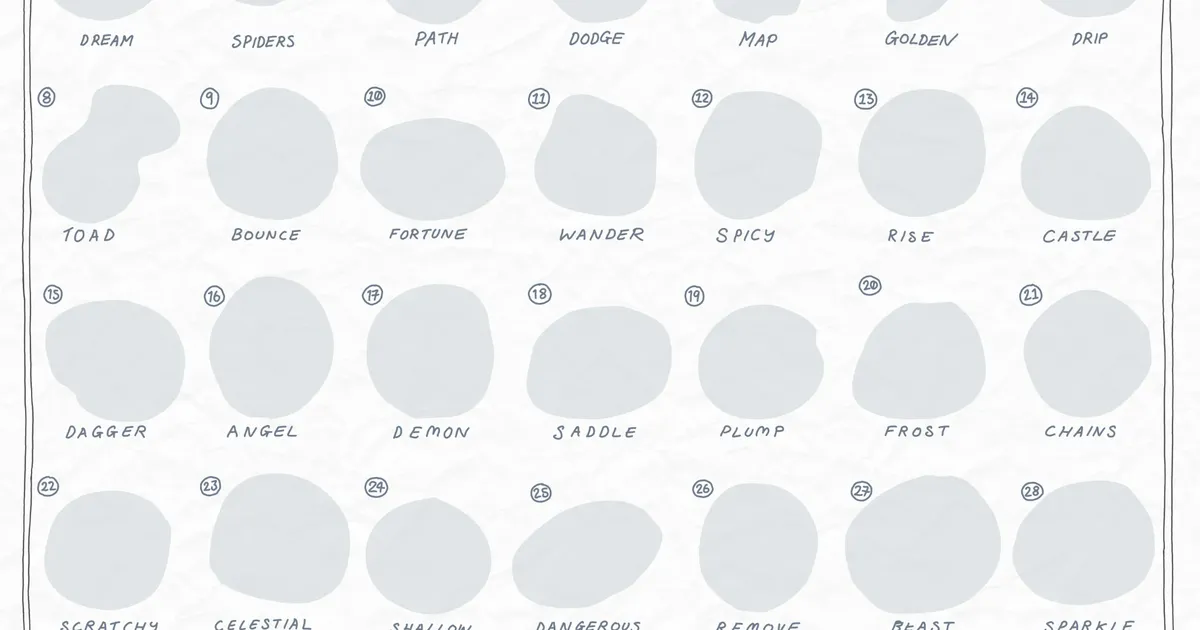 DREAM SPIDERS PATH DODGE MAP GOLDEN DRIP
8 9 10 11 12 13 14
TOAD BOUNCE FORTUNE WANDER SPICY RISE CASTLE
15 16 17 18 19 20 21
DAGGER ANGEL DEMON SADDLE PLUMP FROST CHAINS
22 23 24 25 26 27 28
SCRATCHY CELESTIAL SHALLOW DANGEROUS REMOVE BEAST SPARKLE